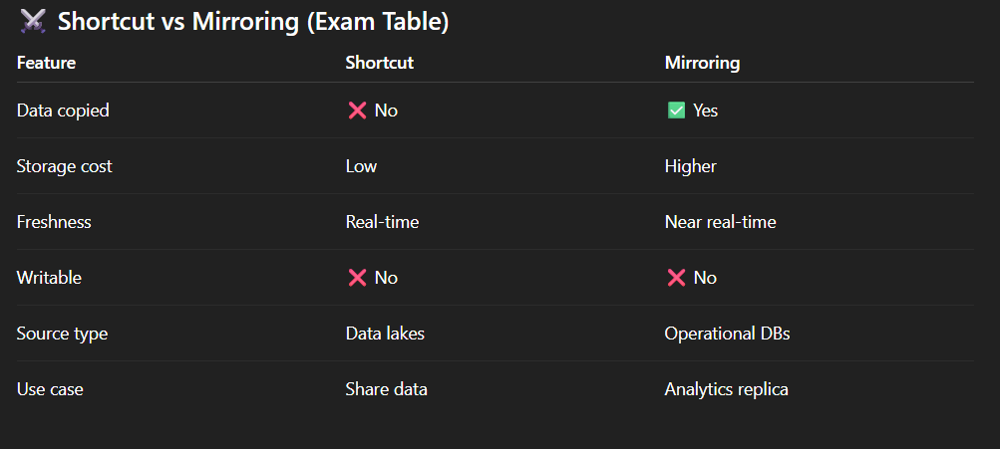 ⚔️ Shortcut vs Mirroring (Exam Table)
Feature Shortcut Mirroring
Data copied ❌ No ✅ Yes
Storage cost Low Higher
Freshness Real-time Near real-time
Writable ❌ No ❌ No
Source type Data lakes Operational DBs
Use case Share data Analytics replica